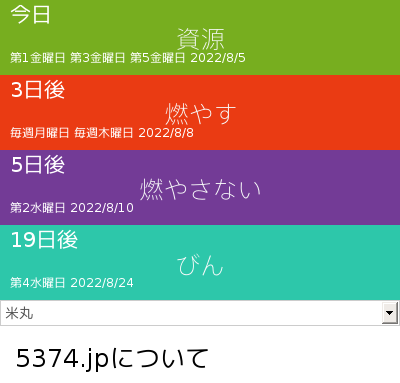 今日
資源
第1金曜日 第3金曜日 第5金曜日 2022/8/5
3日後
燃やす
毎週月曜日 毎週木曜日 2022/8/8
5日後
燃やさない
第2水曜日 2022/8/10
19日後
びん
第4水曜日 2022/8/24
米丸
5374.jpについて